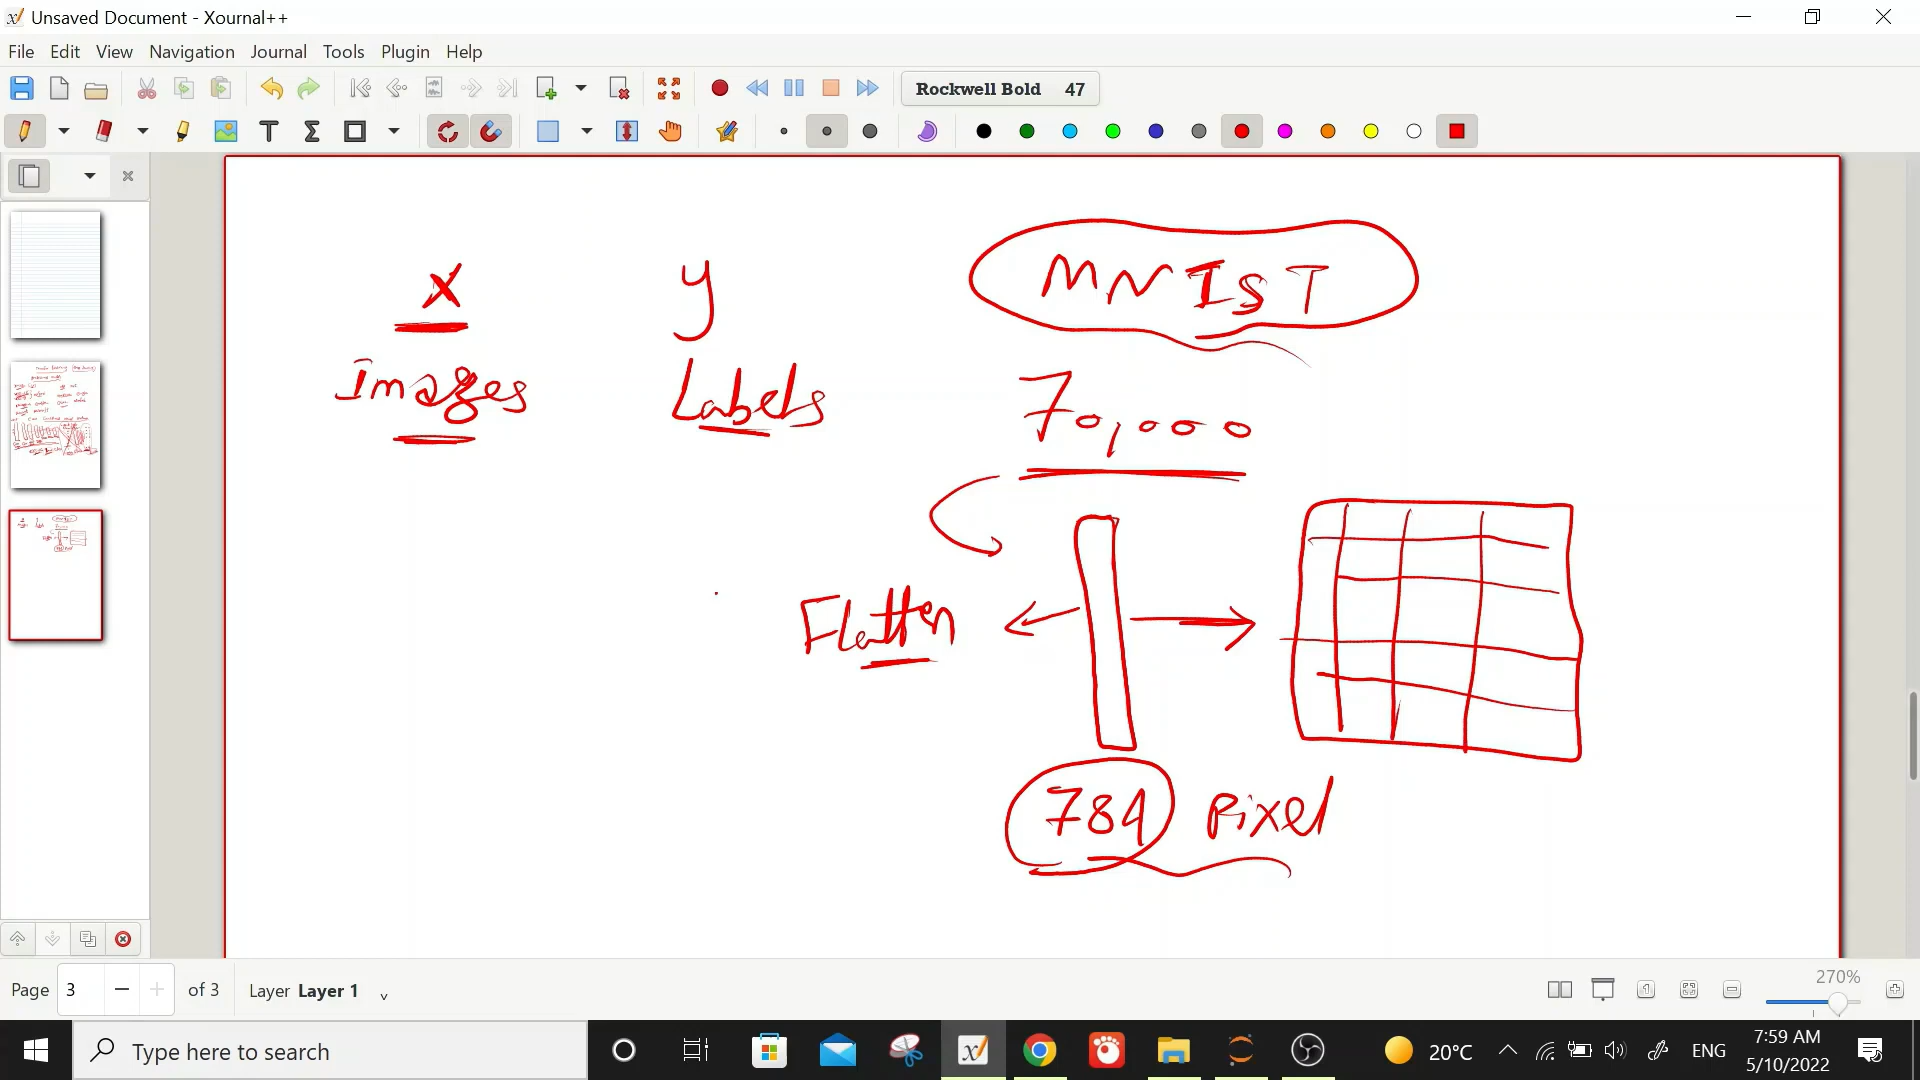 Unsaved Document - Xournal++
File Edit View Navigation Journal Tools Plugin Help
Rockwell Bold 47
x y MNIST
Images Labels 70,000
Flatten
784 Pixel
Page 3 of 3 Layer Layer 1
270%
Type here to search
20°C ENG 7:59 AM
5/10/2022